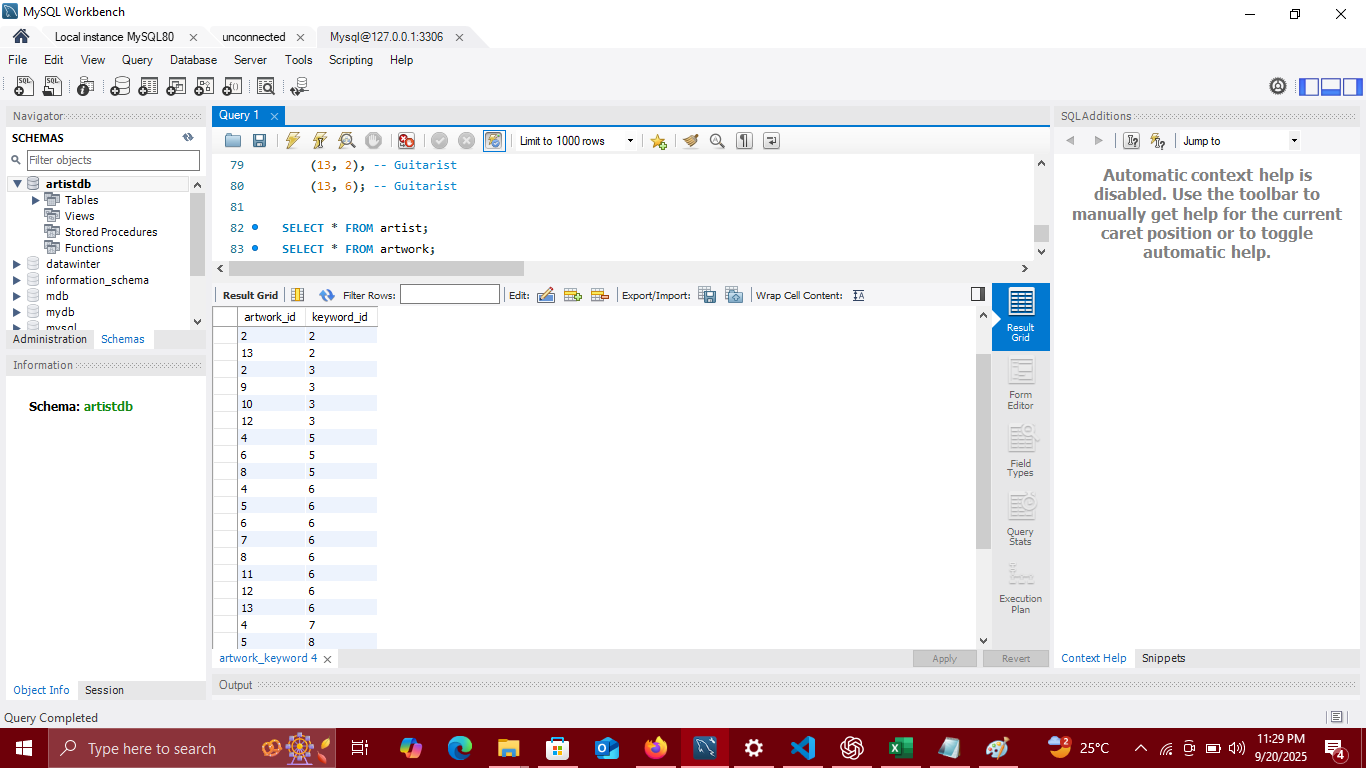 MySQL Workbench
Local instance MySQL80 unconnected Mysql@127.0.0.1:3306
File Edit View Query Database Server Tools Scripting Help
Navigator
SCHEMAS
Filter objects
artistdb
Tables
Views
Stored Procedures
Functions
datawinter
information_schema
mdb
mydb
mysql
Administration Schemas
Information
Schema: artistdb
Object Info Session
Query 1
Limit to 1000 rows
79 (13, 2), -- Guitarist
80 (13, 6); -- Guitarist
81
82 SELECT * FROM artist;
83 SELECT * FROM artwork;
Result Grid Filter Rows: Edit: Export/Import: Wrap Cell Content:
artwork_id keyword_id
2 2
13 2
2 3
9 3
10 3
12 3
4 5
6 5
8 5
4 6
5 6
6 6
7 6
8 6
11 6
12 6
13 6
4 7
5 8
Result
Grid
Form
Editor
Field
Types
Query
Stats
Execution
Plan
artwork_keyword 4 Apply Revert
Output
SQLAdditions
Jump to
Automatic context help is
disabled. Use the toolbar to
manually get help for the current
caret position or to toggle
automatic help.
Context Help Snippets
Query Completed
Type here to search
2
25°C
11:29 PM
9/20/2025
4